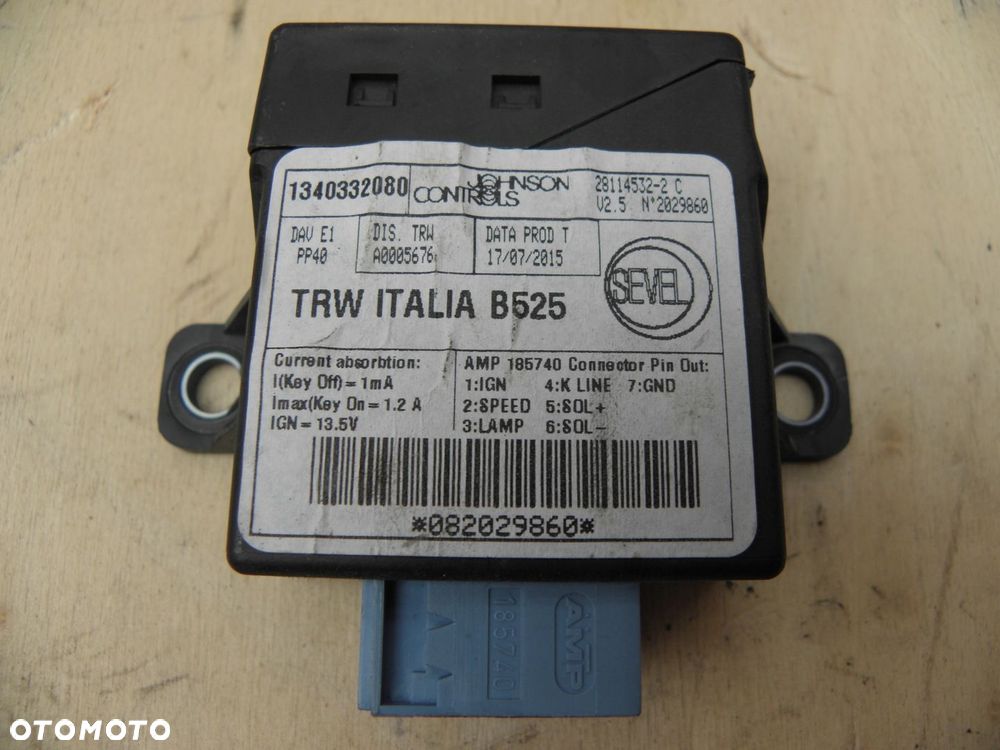 1340332080 JOHNSON CONTROLS 28114532-2 C
V2.5 N°2029860
DAV E1 DIS. TRW DATA PROD T
PP40 A0005676 17/07/2015
SEVEL
TRW ITALIA B525
Current absorbtion: AMP 185740 Connector Pin Out:
I(Key Off)= 1mA 1:IGN 4:K LINE 7:GND
Imax(Key On = 1.2 A 2:SPEED 5:SOL+
IGN = 13.5V 3:LAMP 6:SOL-
*082029860*
185740
AMP
OTOMOTO